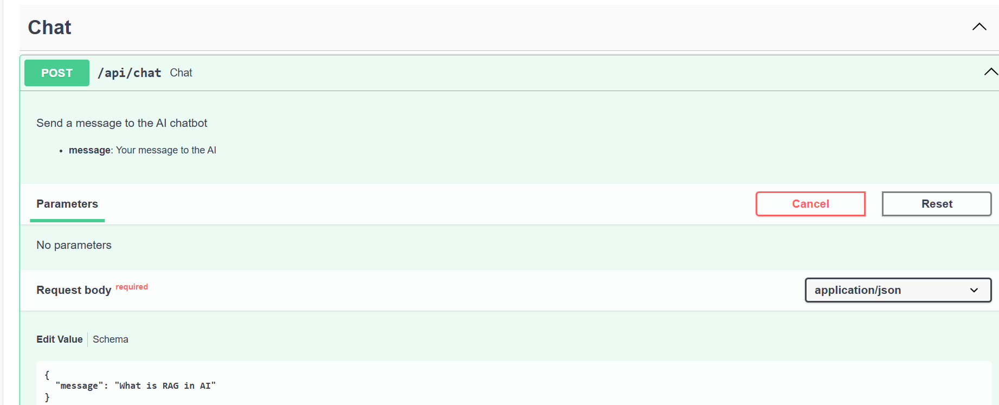 Chat
POST /api/chat Chat
Send a message to the AI chatbot
• message: Your message to the AI
Parameters Cancel Reset
No parameters
Request body required application/json
Edit Value Schema
{
"message": "What is RAG in AI"
}